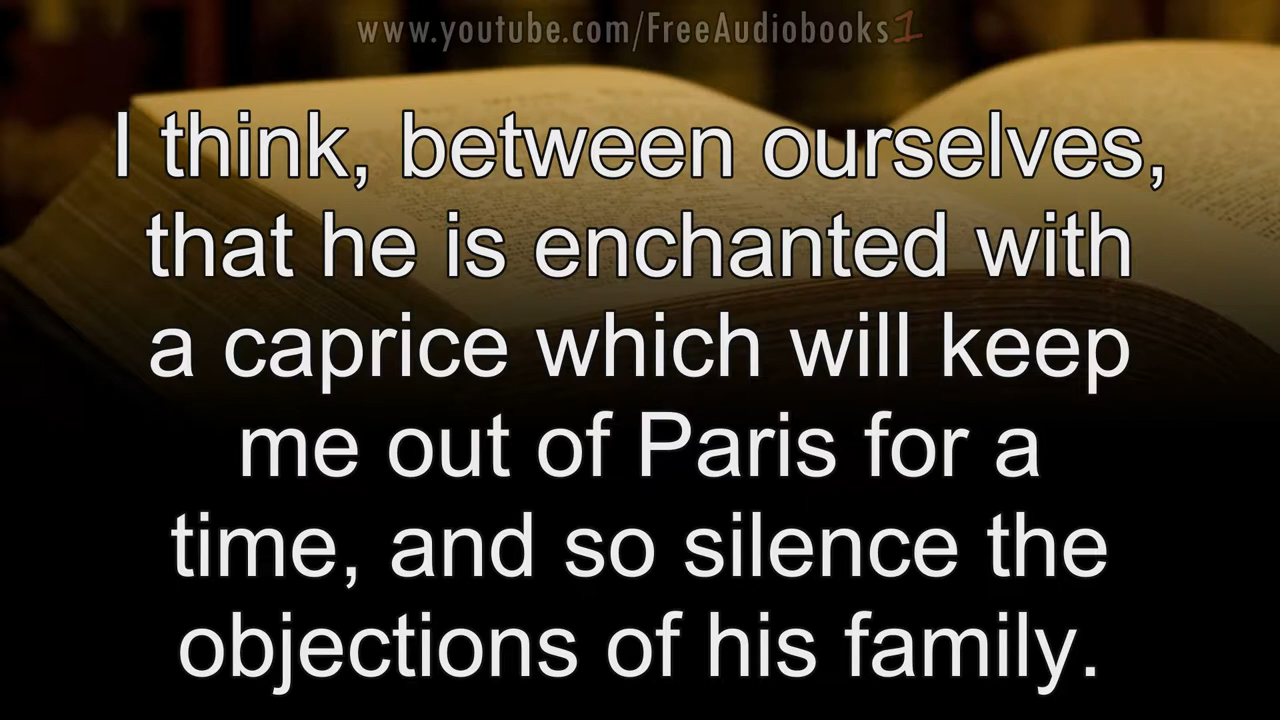 www.youtube.com/FreeAudiobooks1
I think, between ourselves,
that he is enchanted with
a caprice which will keep
me out of Paris for a
time, and so silence the
objections of his family.